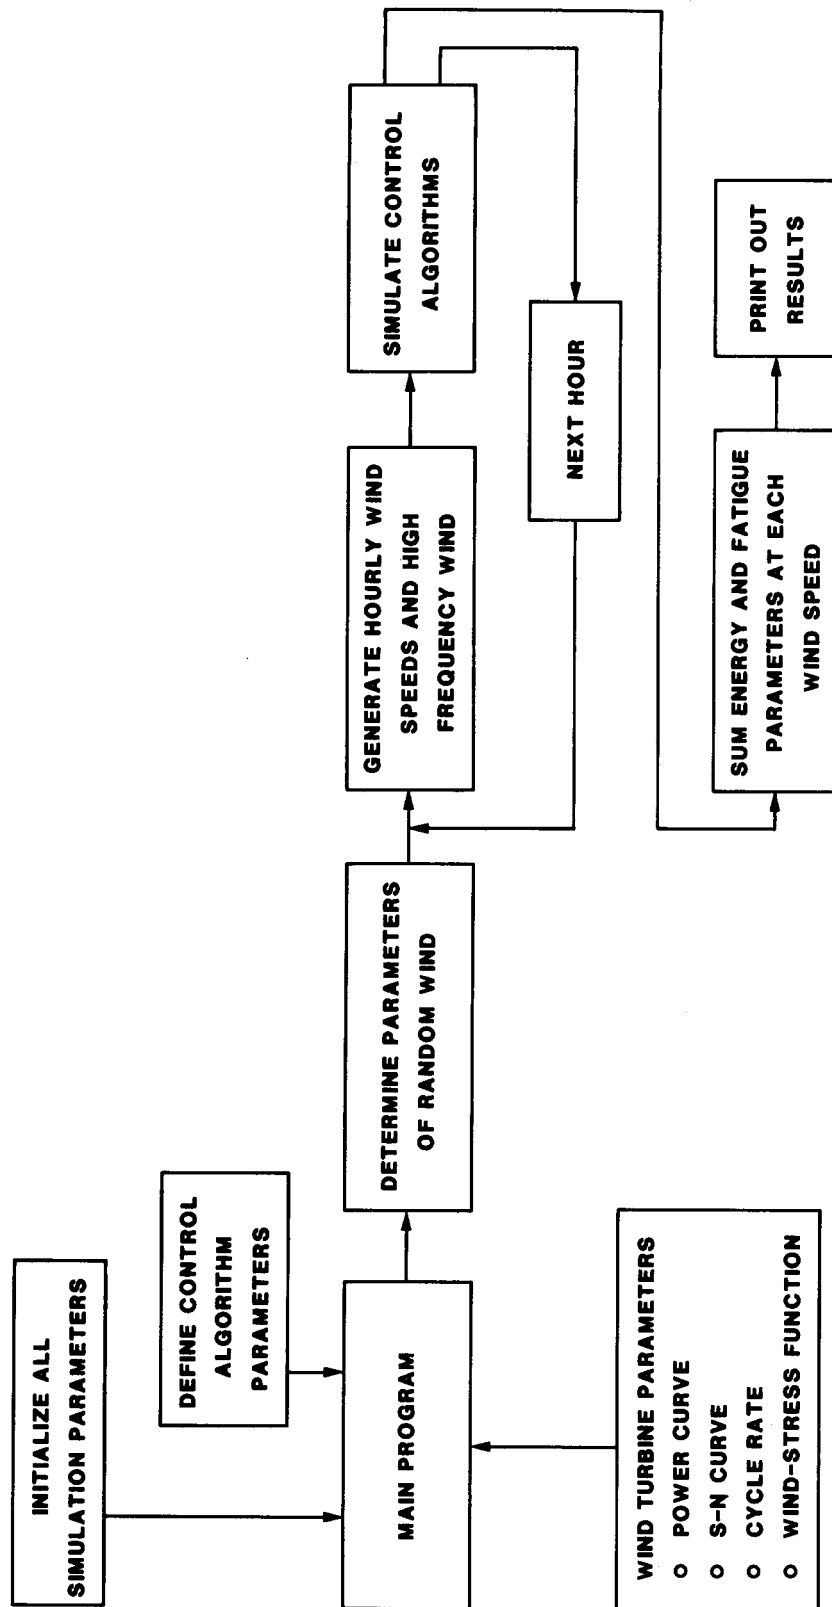 INITIALIZE ALL
SIMULATION PARAMETERS
DEFINE CONTROL
ALGORITHM
PARAMETERS
MAIN PROGRAM
WIND TURBINE PARAMETERS
o POWER CURVE
o S-N CURVE
o CYCLE RATE
o WIND-STRESS FUNCTION
DETERMINE PARAMETERS
OF RANDOM WIND
GENERATE HOURLY WIND
SPEEDS AND HIGH
FREQUENCY WIND
SIMULATE CONTROL
ALGORITHMS
NEXT HOUR
SUM ENERGY AND FATIGUE
PARAMETERS AT EACH
WIND SPEED
PRINT OUT
RESULTS